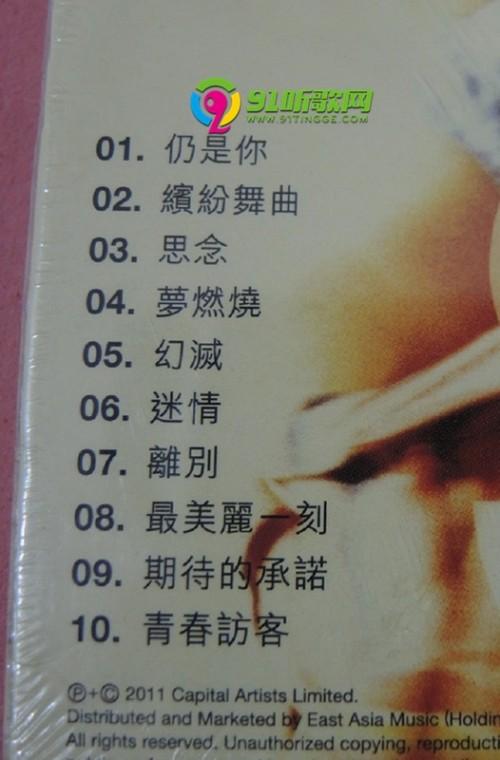 91听歌网
WWW.91TINGGE.COM
01. 仍是你
02. 繽紛舞曲
03. 思念
04. 夢燃燒
05. 幻滅
06. 迷情
07. 離別
08. 最美麗一刻
09. 期待的承諾
10. 青春訪客
Ⓟ+© 2011 Capital Artists Limited.
Distributed and Marketed by East Asia Music (Holdin
All rights reserved. Unauthorized copying, reproducti